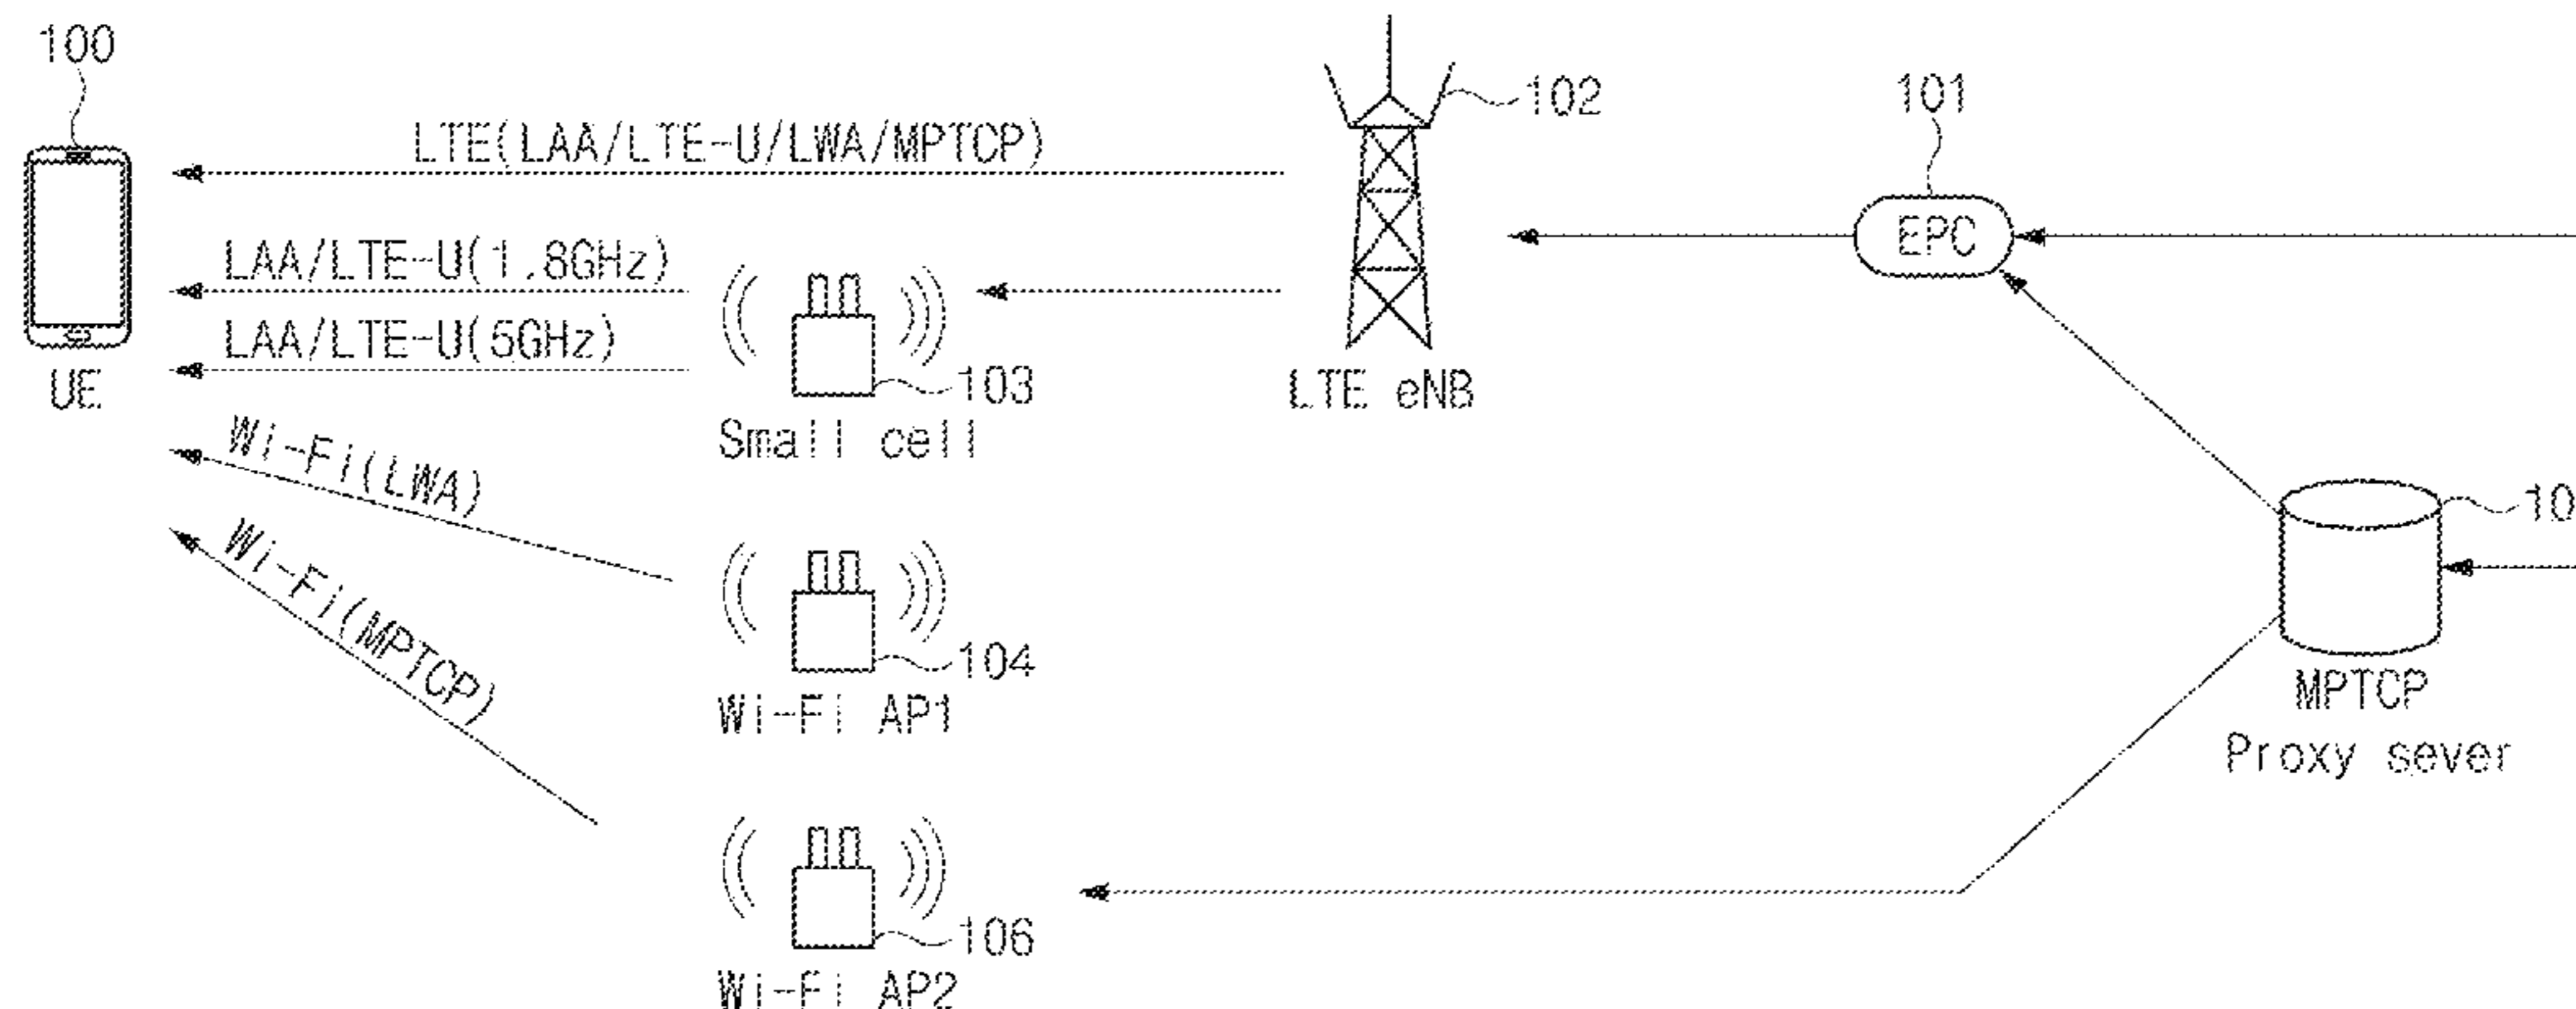 100
102
101
LTE(LAA/LTE-U/LWA/MPTCP)
EPC
LAA/LTE-U(1.8GHz)
LAA/LTE-U(5GHz)
UE
103
Small cell
LTE eNB
Wi-Fi(LWA)
10
Wi-Fi(MPTCP)
104
Wi-Fi AP1
MPTCP
Proxy sever
106
Wi-Fi AP2